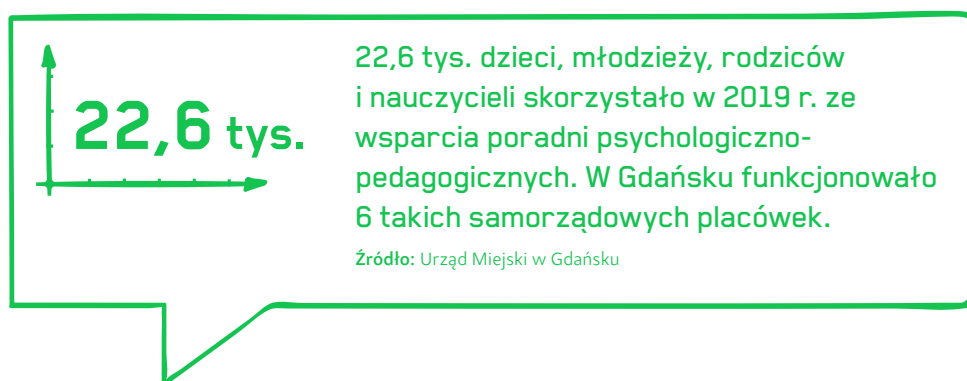 22,6 tys.
22,6 tys. dzieci, młodzieży, rodziców
i nauczycieli skorzystało w 2019 r. ze
wsparcia poradni psychologiczno-
pedagogicznych. W Gdańsku funkcjonowało
6 takich samorządowych placówek.
Źródło: Urząd Miejski w Gdańsku